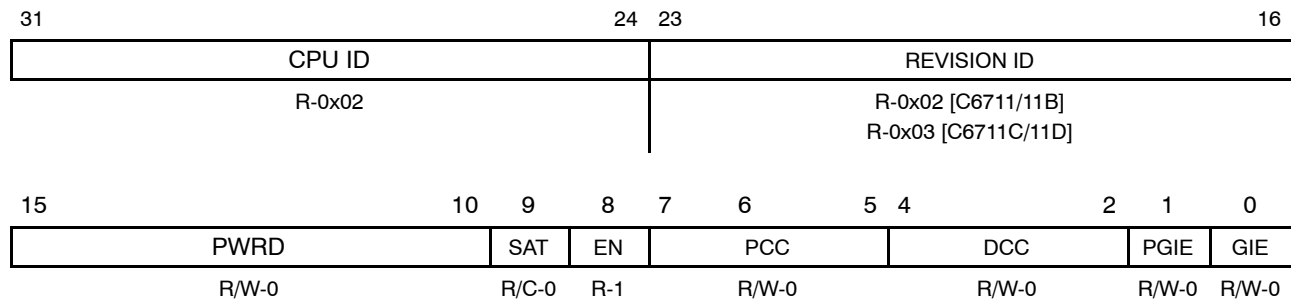 31 24 23 16
CPU ID REVISION ID
R-0x02 R-0x02 [C6711/11B]
R-0x03 [C6711C/11D]
15 10 9 8 7 6 5 4 2 1 0
PWRD SAT EN PCC DCC PGIE GIE
R/W-0 R/C-0 R-1 R/W-0 R/W-0 R/W-0 R/W-0